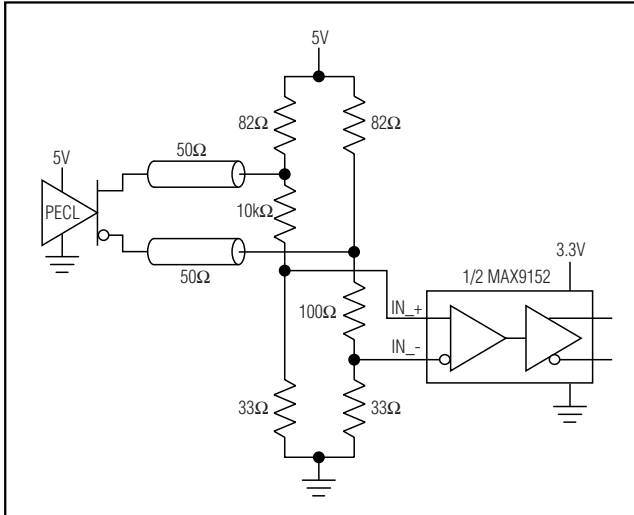 5V
82Ω 82Ω
50Ω
5V
PECL
10kΩ
50Ω
3.3V
1/2 MAX9152
IN_+
100Ω
IN_-
33Ω 33Ω